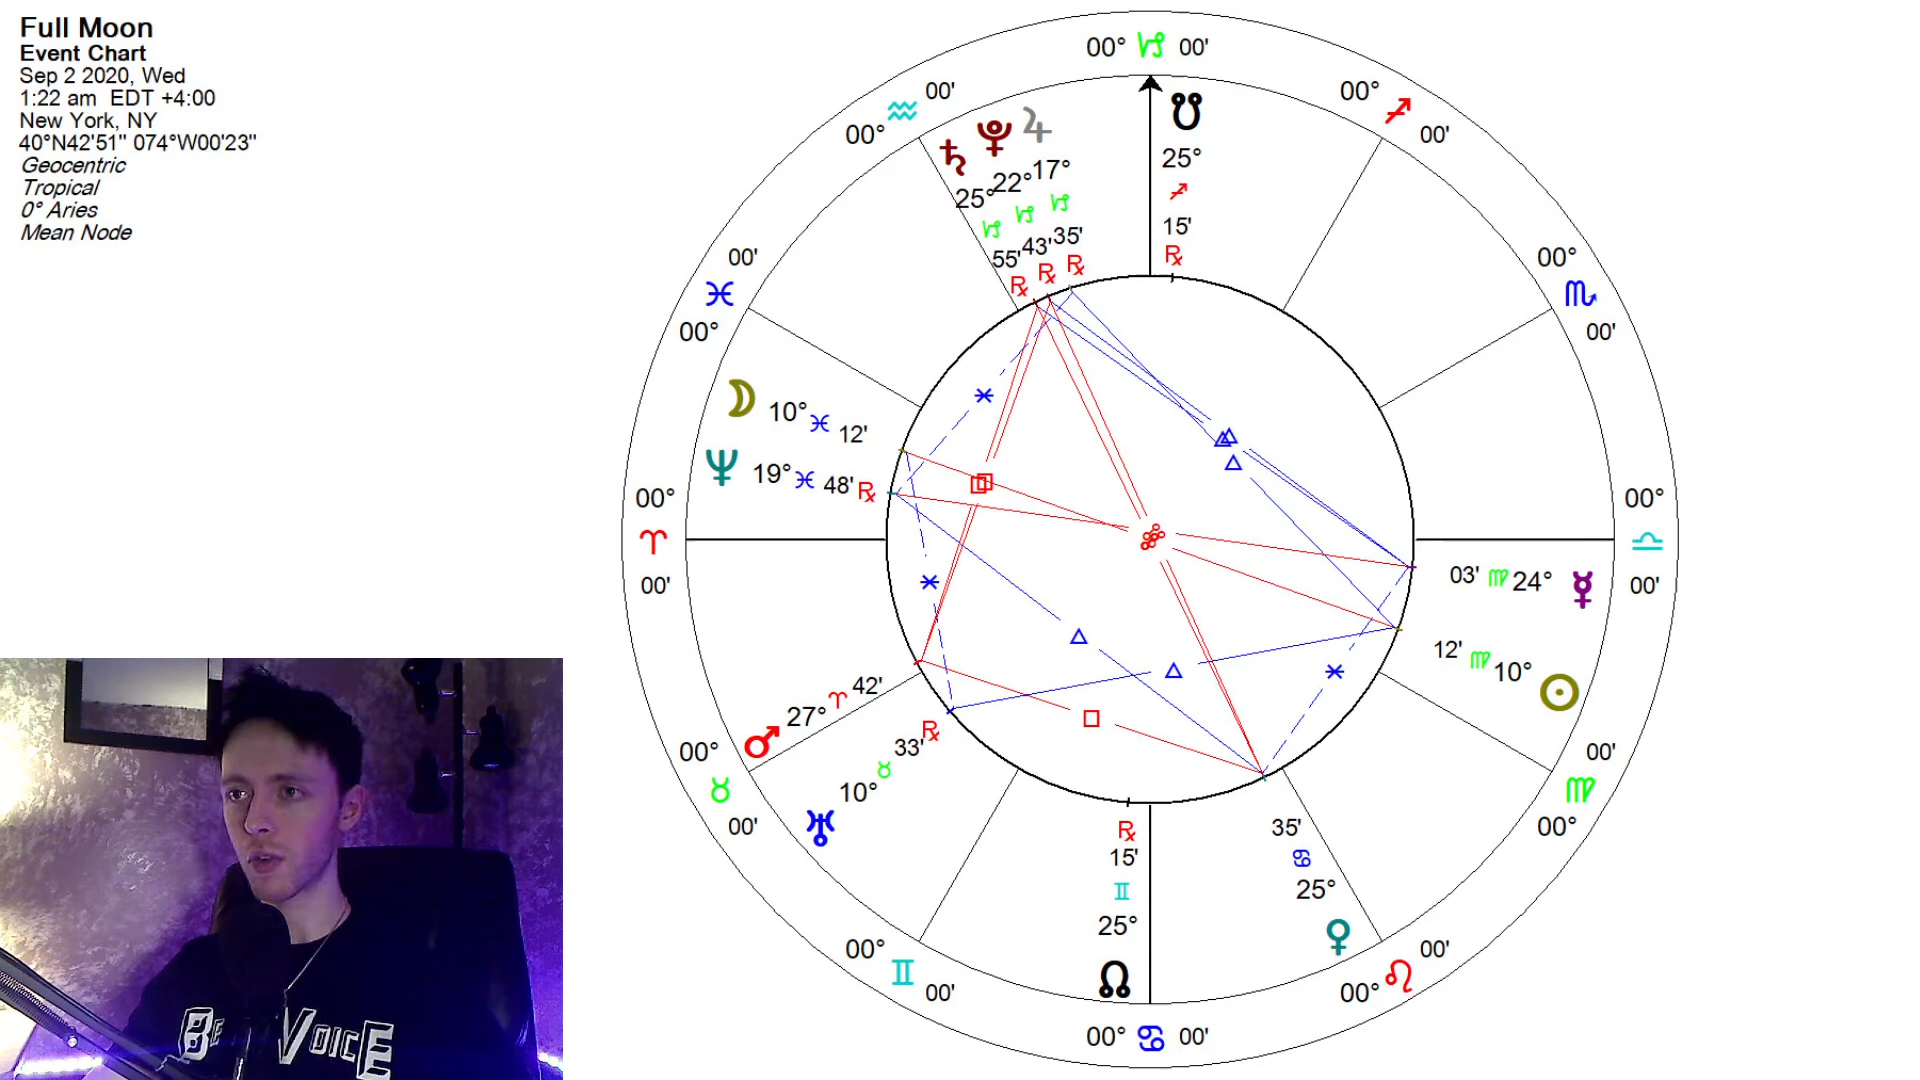 Full Moon
Event Chart
Sep 2 2020, Wed
1:22 am EDT +4:00
New York, NY
40°N42'51" 074°W00'23"
Geocentric
Tropical
0° Aries
Mean Node
00° ♑ 00'
00° ♐ 00'
00° ♏ 00'
00° ♎ 00'
00' ♍ 00°
00' ♌ 00°
00° ♋ 00'
00° ♊ 00'
00° ♉ 00'
00° ♈ 00'
00' ♓ 00°
00' ♒ 00°
☋ 25° ♐ 15' ℞
♃ 17° ♑ 35' ℞
♇ 22° ♑ 43' ℞
♄ 25° ♑ 55' ℞
☽ 10° ♓ 12'
♆ 19° ♓ 48' ℞
♂ 27° ♈ 42'
♅ 10° ♉ 33' ℞
℞ 15' ♊ 25° ☊
35' ♋ 25° ♀
12' ♍ 10° ☉
03' ♍ 24° ☿
VOICE